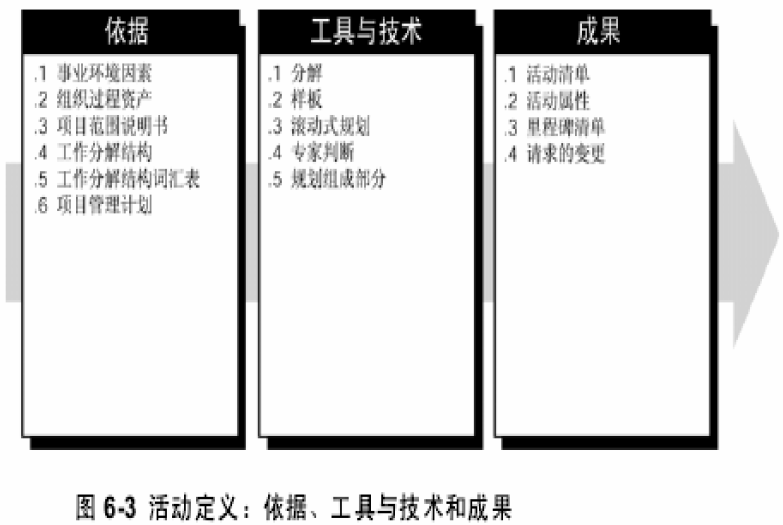 依据
.1 事业环境因素
.2 组织过程资产
.3 项目范围说明书
.4 工作分解结构
.5 工作分解结构词汇表
.6 项目管理计划
工具与技术
.1 分解
.2 样板
.3 滚动式规划
.4 专家判断
.5 规划组成部分
成果
.1 活动清单
.2 活动属性
.3 里程碑清单
.4 请求的变更
图 6-3 活动定义：依据、工具与技术和成果